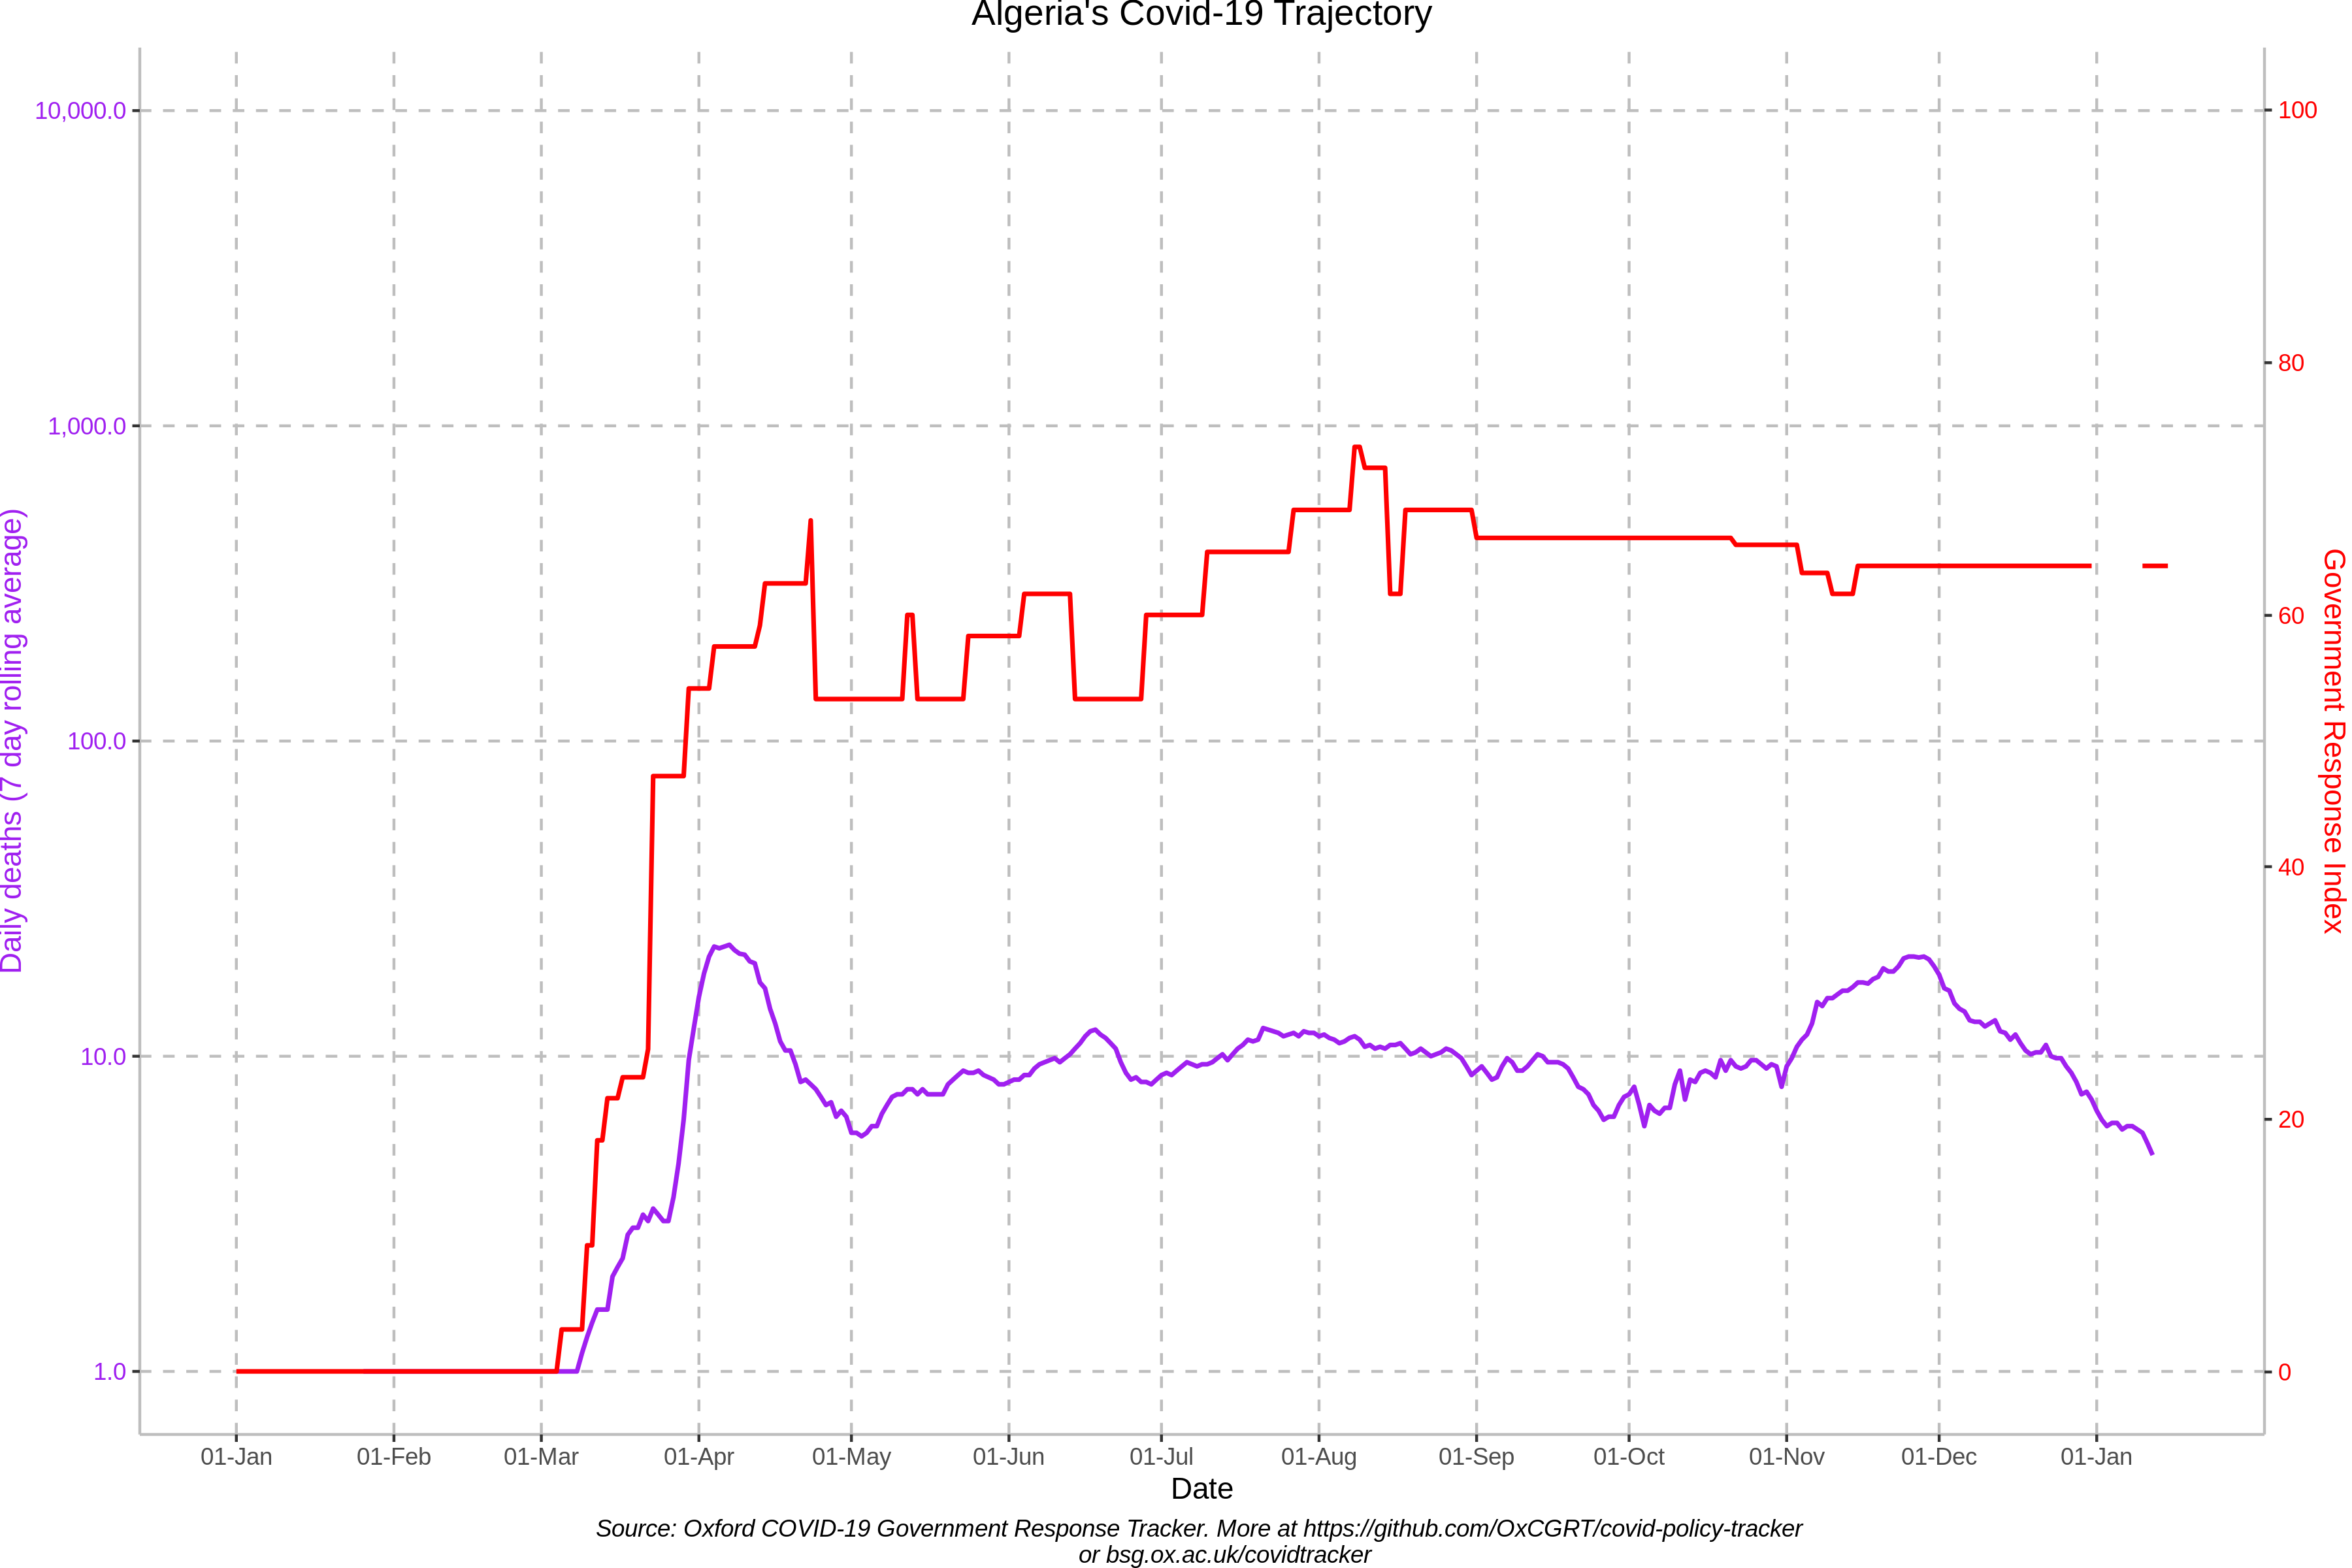 Algeria's Covid-19 Trajectory
10,000.0
1,000.0
100.0
10.0
1.0
Daily deaths (7 day rolling average)
100
80
60
40
20
0
Government Response Index
01-Jan
01-Feb
01-Mar
01-Apr
01-May
01-Jun
01-Jul
01-Aug
01-Sep
01-Oct
01-Nov
01-Dec
01-Jan
Date
Source: Oxford COVID-19 Government Response Tracker. More at https://github.com/OxCGRT/covid-policy-tracker
or bsg.ox.ac.uk/covidtracker